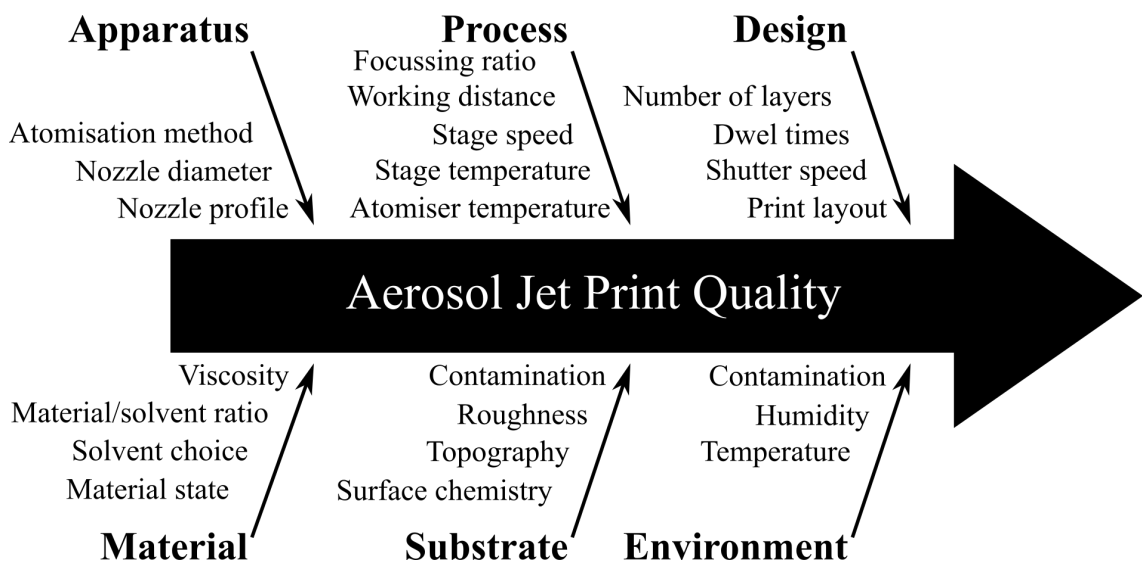 Apparatus
Atomisation method
Nozzle diameter
Nozzle profile
Process
Focussing ratio
Working distance
Stage speed
Stage temperature
Atomiser temperature
Design
Number of layers
Dwel times
Shutter speed
Print layout
Aerosol Jet Print Quality
Viscosity
Material/solvent ratio
Solvent choice
Material state
Material
Contamination
Roughness
Topography
Surface chemistry
Substrate
Contamination
Humidity
Temperature
Environment